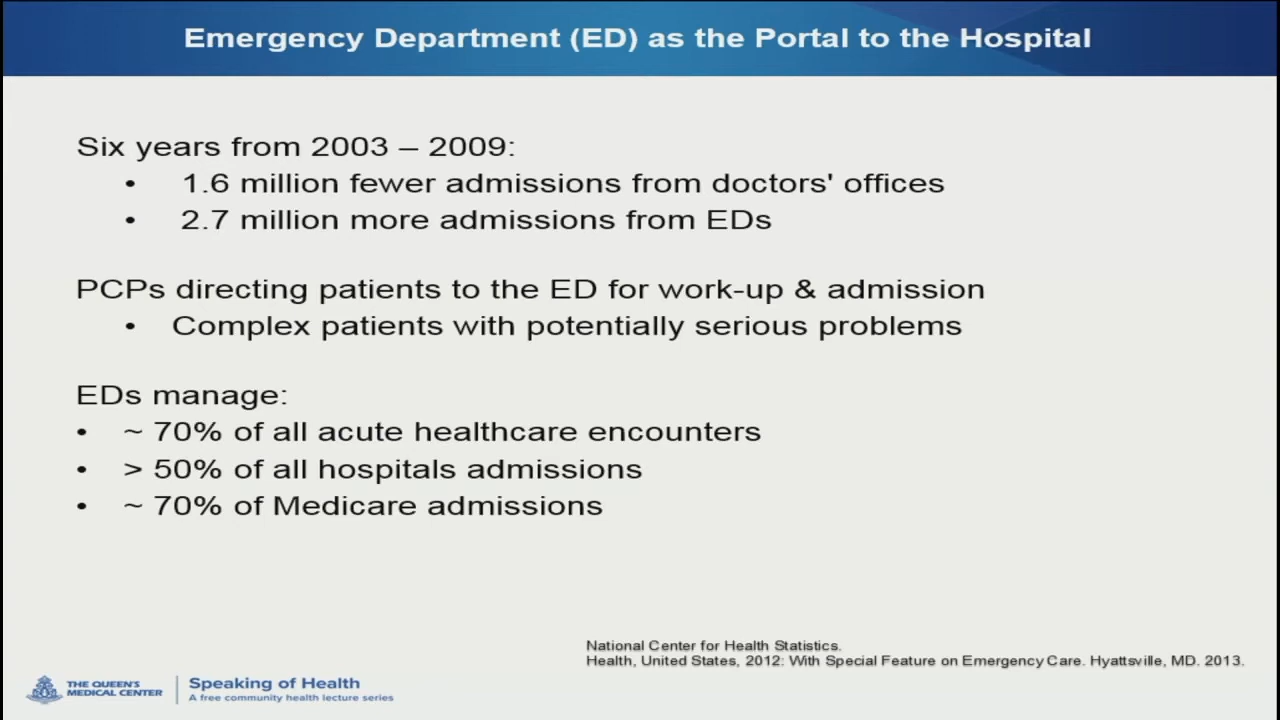 Emergency Department (ED) as the Portal to the Hospital
Six years from 2003 – 2009:
• 1.6 million fewer admissions from doctors' offices
• 2.7 million more admissions from EDs
PCPs directing patients to the ED for work-up & admission
• Complex patients with potentially serious problems
EDs manage:
• ~ 70% of all acute healthcare encounters
• > 50% of all hospitals admissions
• ~ 70% of Medicare admissions
National Center for Health Statistics.
Health, United States, 2012: With Special Feature on Emergency Care. Hyattsville, MD. 2013.
THE QUEEN'S
MEDICAL CENTER
Speaking of Health
A free community health lecture series